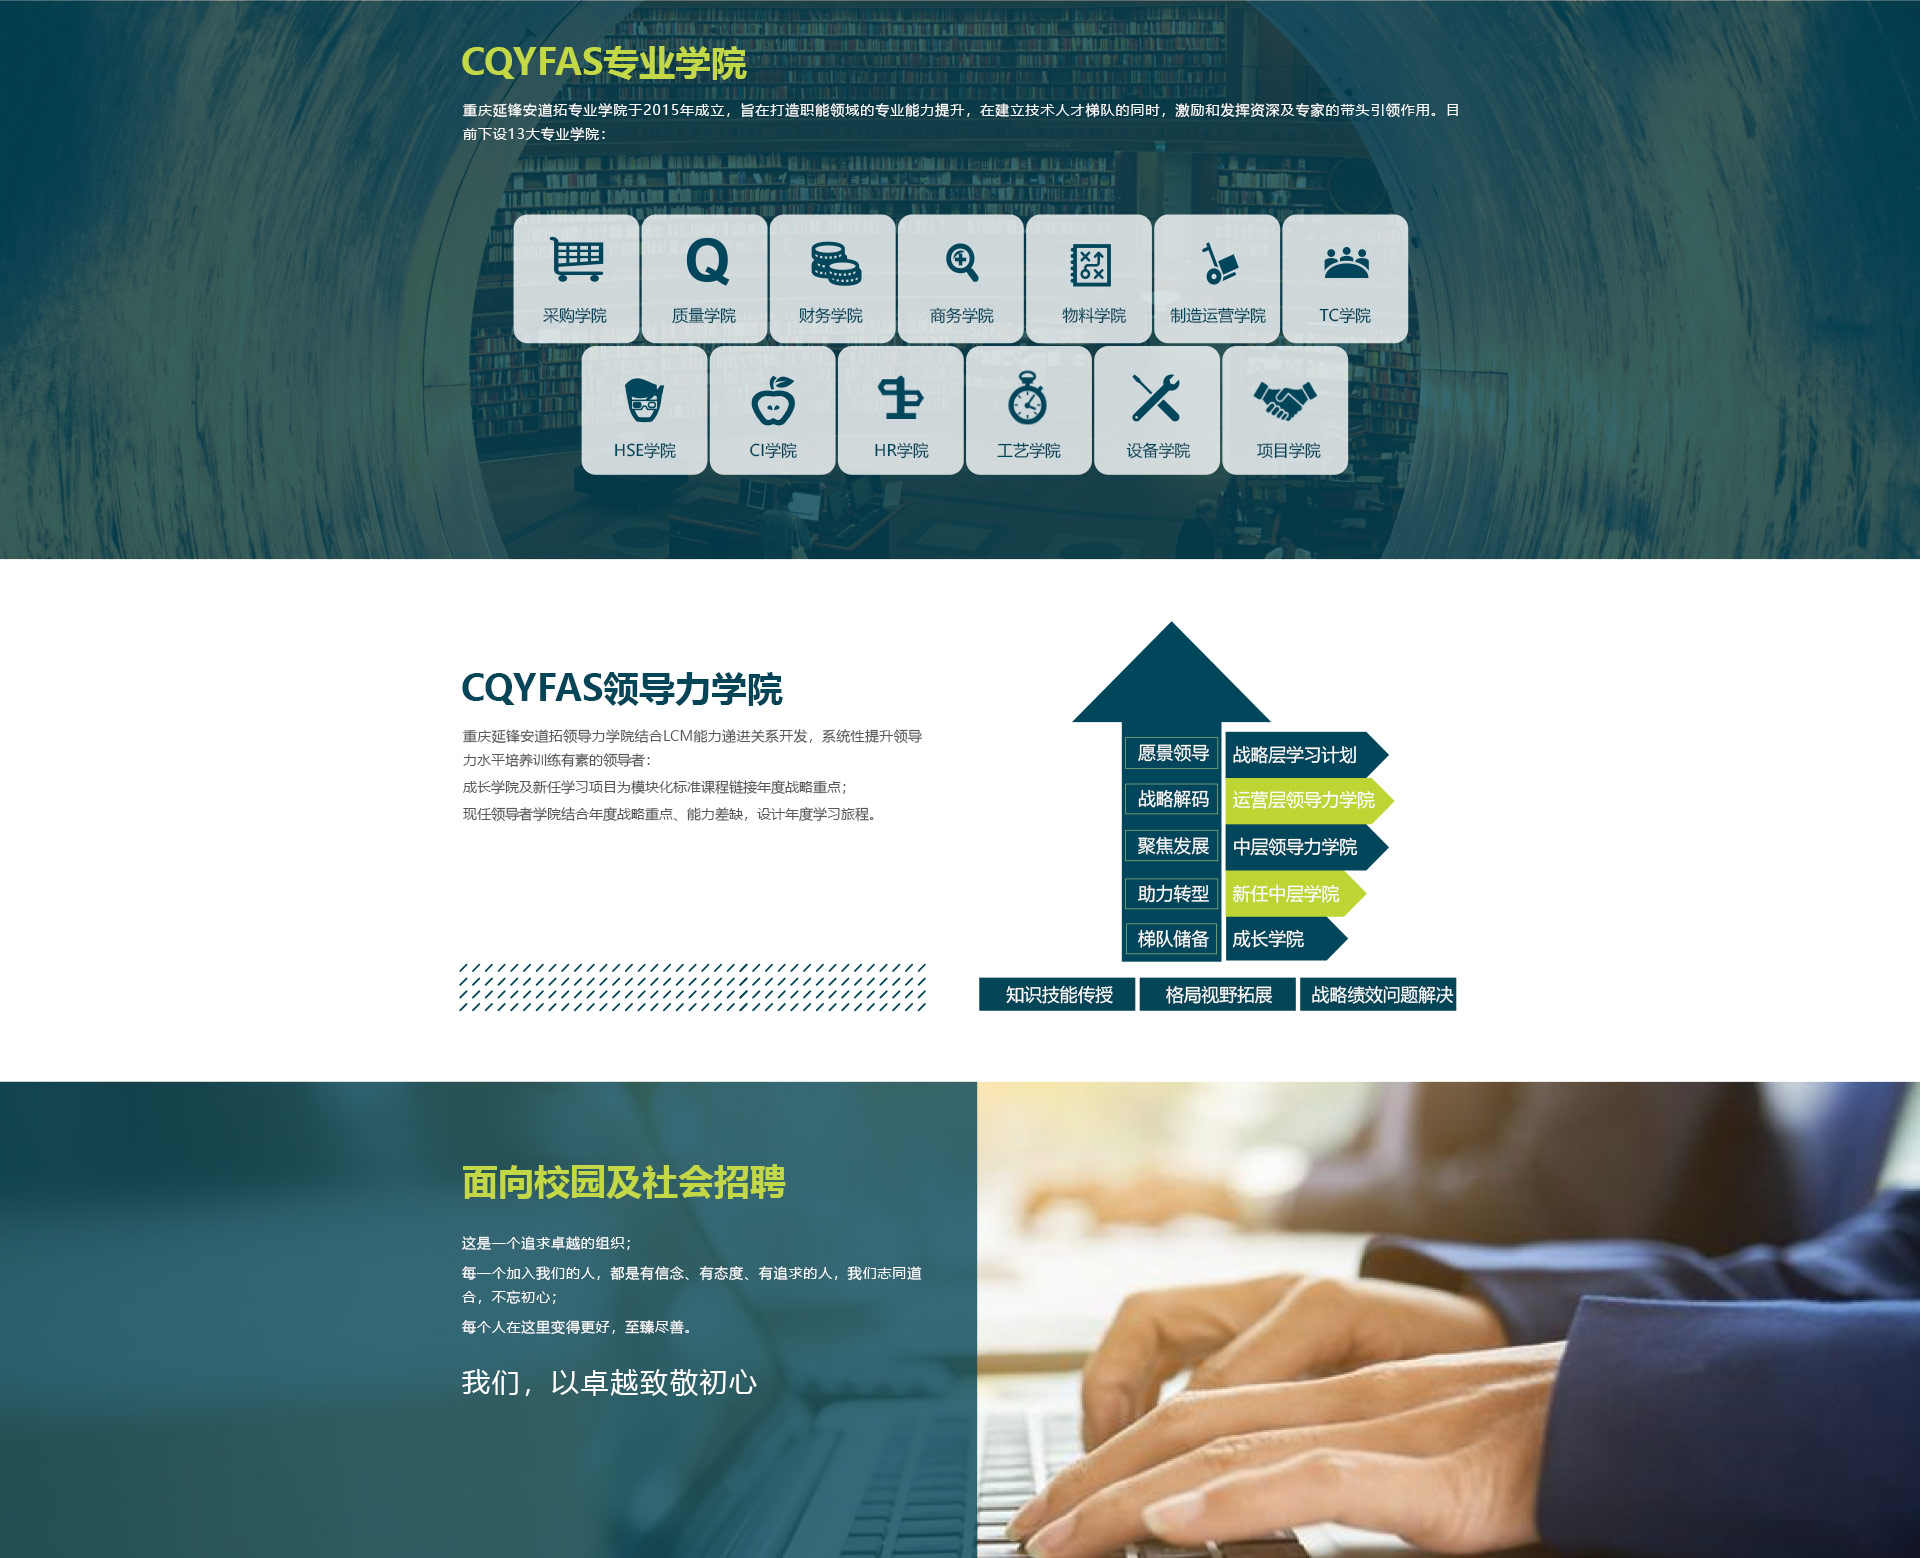 CQYFAS专业学院
重庆延锋安道拓专业学院于2015年成立，旨在打造职能领域的专业能力提升，在建立技术人才梯队的同时，激励和发挥资深及专家的带头引领作用。目
前下设13大专业学院：
采购学院
Q
质量学院
财务学院
商务学院
物料学院
制造运营学院
TC学院
HSE学院
CI学院
HR学院
工艺学院
设备学院
项目学院
CQYFAS领导力学院
重庆延锋安道拓领导力学院结合LCM能力递进关系开发，系统性提升领导
力水平培养训练有素的领导者：
成长学院及新任学习项目为模块化标准课程链接年度战略重点；
现任领导者学院结合年度战略重点、能力差缺，设计年度学习旅程。
愿景领导
战略层学习计划
战略解码
运营层领导力学院
聚焦发展
中层领导力学院
助力转型
新任中层学院
梯队储备
成长学院
知识技能传授
格局视野拓展
战略绩效问题解决
面向校园及社会招聘
这是一个追求卓越的组织；
每一个加入我们的人，都是有信念、有态度、有追求的人，我们志同道
合，不忘初心；
每个人在这里变得更好，至臻尽善。
我们，以卓越致敬初心